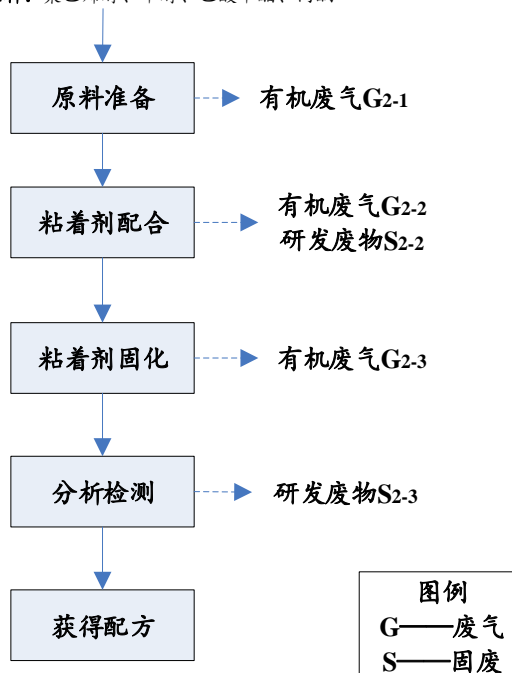 原料准备
有机废气G2-1
粘着剂配合
有机废气G2-2
研发废物S2-2
粘着剂固化
有机废气G2-3
分析检测
研发废物S2-3
获得配方
图例
G——废气
S——固废